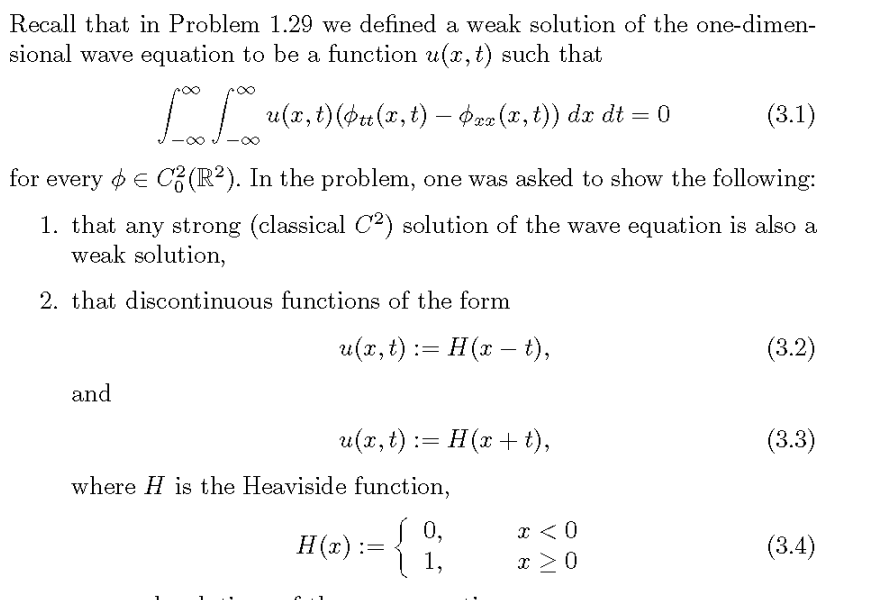 Recall that in Problem 1.29 we defined a weak solution of the one-dimen-
sional wave equation to be a function u(x, t) such that
∫_{-∞}^{∞} ∫_{-∞}^{∞} u(x, t)(ϕ_{tt}(x, t) − ϕ_{xx}(x, t)) dx dt = 0 (3.1)
for every ϕ ∈ C_0^2(ℝ^2). In the problem, one was asked to show the following:
1. that any strong (classical C^2) solution of the wave equation is also a
weak solution,
2. that discontinuous functions of the form
u(x, t) := H(x − t), (3.2)
and
u(x, t) := H(x + t), (3.3)
where H is the Heaviside function,
H(x) := { 0, x < 0
1, x ≥ 0 (3.4)